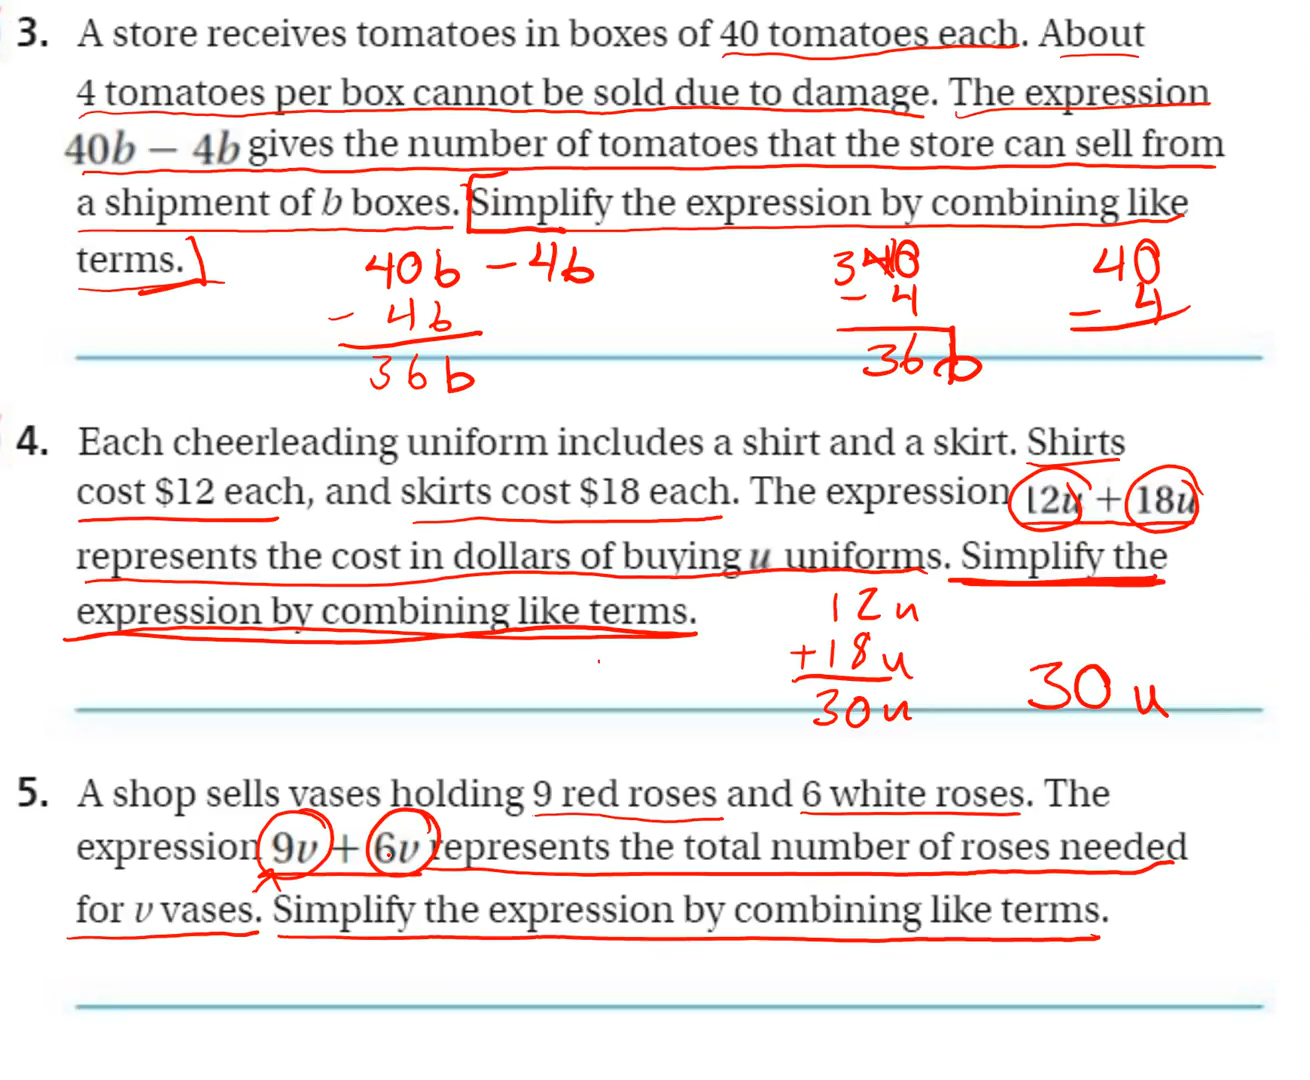 3. A store receives tomatoes in boxes of 40 tomatoes each. About
4 tomatoes per box cannot be sold due to damage. The expression
40b − 4b gives the number of tomatoes that the store can sell from
a shipment of b boxes. Simplify the expression by combining like
terms.
40b − 4b
− 4b
36b
340
− 4
36b
40
− 4
4. Each cheerleading uniform includes a shirt and a skirt. Shirts
cost $12 each, and skirts cost $18 each. The expression 12u + 18u
represents the cost in dollars of buying u uniforms. Simplify the
expression by combining like terms.
12u
+18u
30u
30u
5. A shop sells vases holding 9 red roses and 6 white roses. The
expression 9v + 6v represents the total number of roses needed
for v vases. Simplify the expression by combining like terms.